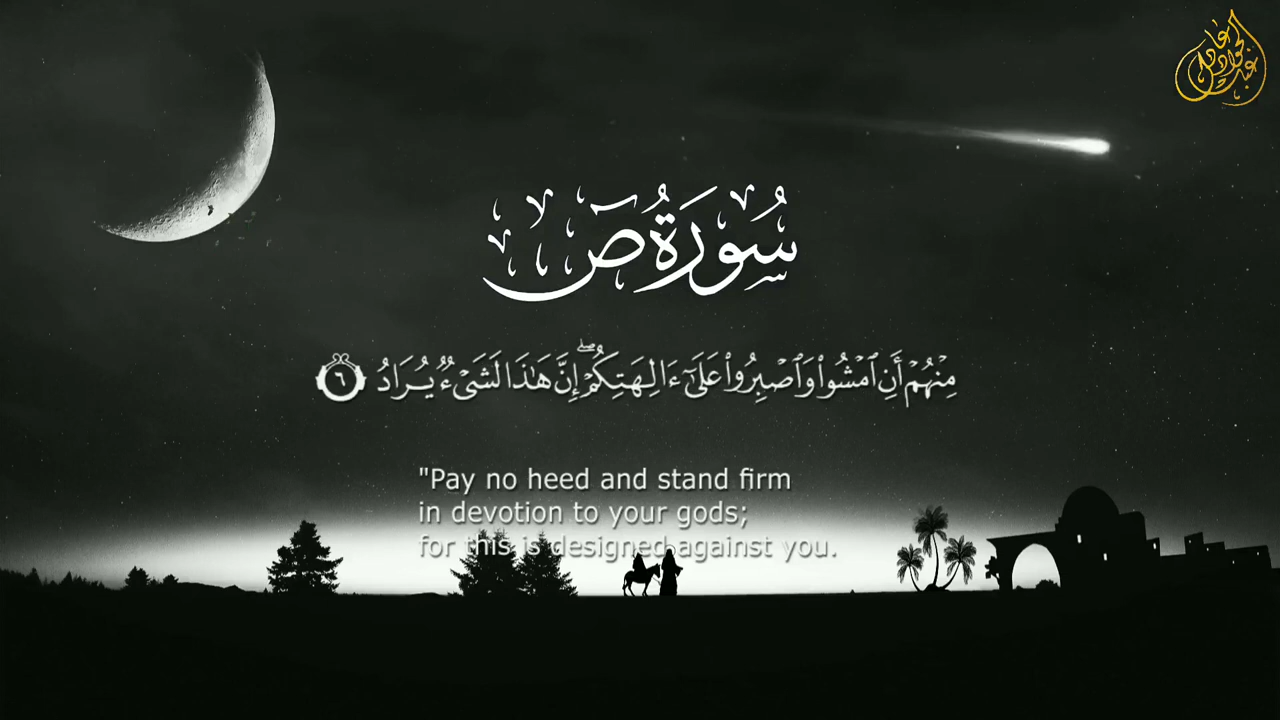 سُورَةُ صٓ
مِنۡهُمۡ أَنِ ٱمۡشُواْ وَٱصۡبِرُواْ عَلَىٰٓ ءَالِهَتِكُمۡۖ إِنَّ هَٰذَا لَشَيۡءٞ يُرَادُ ٦
"Pay no heed and stand firm
in devotion to your gods;
for this is designed against you.